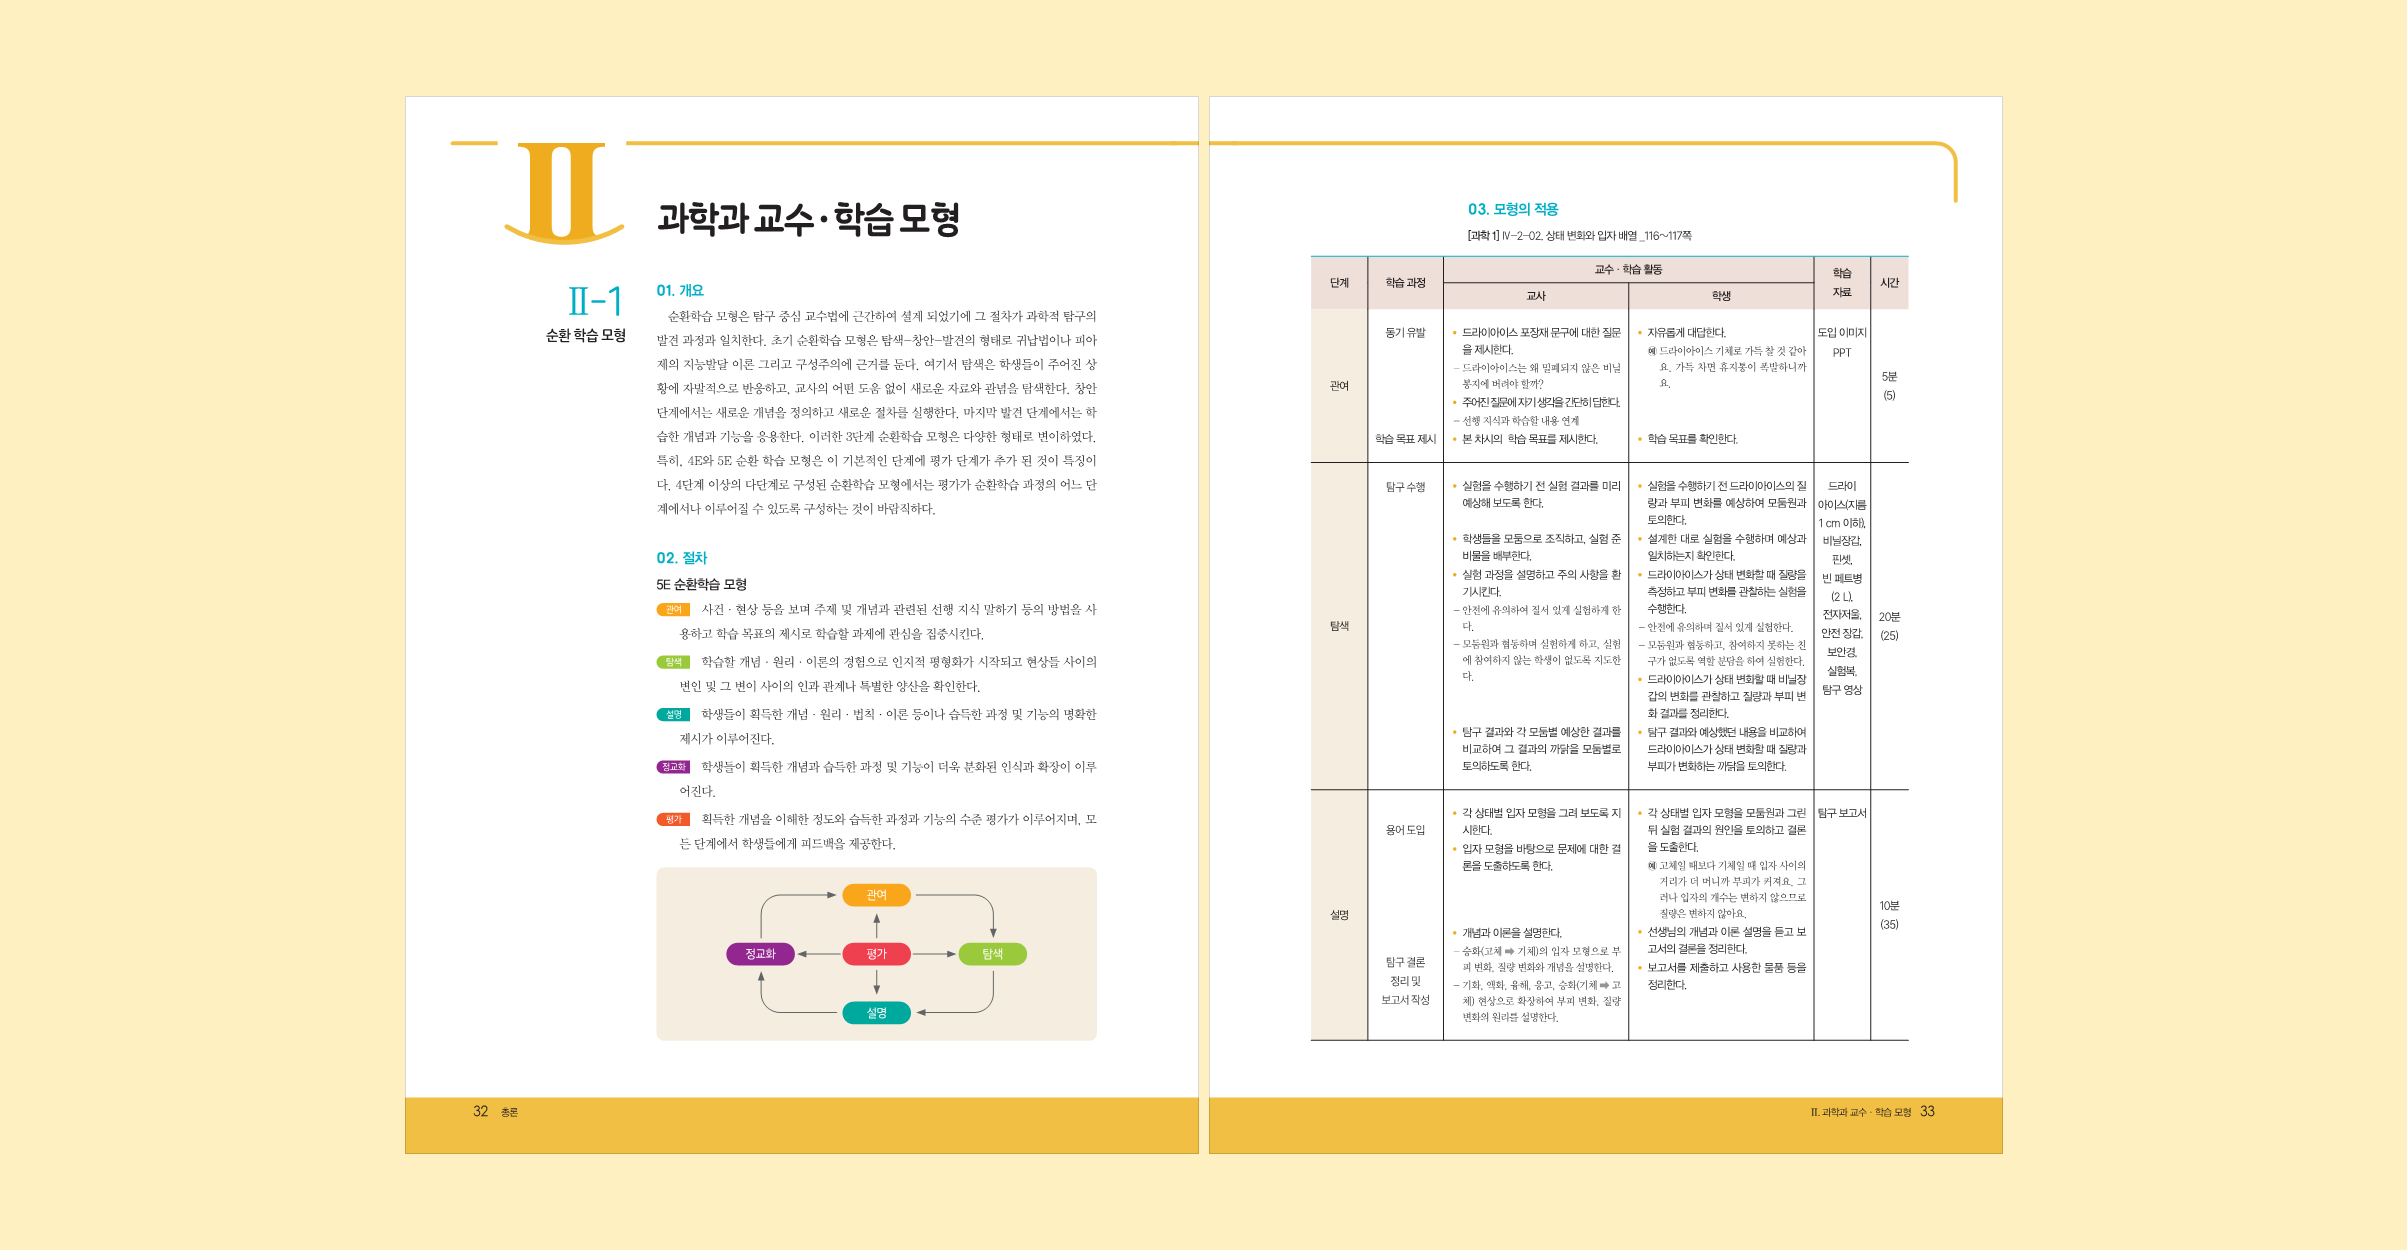 Ⅱ
과학과 교수·학습 모형
Ⅱ-1
순환 학습 모형
01. 개요
순환학습 모형은 탐구 중심 교수법에 근간하여 설계 되었기에 그 절차가 과학적 탐구의
발견 과정과 일치한다. 초기 순환학습 모형은 탐색-창안-발견의 형태로 귀납법이나 피아
제의 지능발달 이론 그리고 구성주의에 근거를 둔다. 여기서 탐색은 학생들이 주어진 상
황에 자발적으로 반응하고, 교사의 어떤 도움 없이 새로운 자료와 관념을 탐색한다. 창안
단계에서는 새로운 개념을 정의하고 새로운 절차를 실행한다. 마지막 발견 단계에서는 학
습한 개념과 기능을 응용한다. 이러한 3단계 순환학습 모형은 다양한 형태로 변이하였다.
특히, 4E와 5E 순환 학습 모형은 이 기본적인 단계에 평가 단계가 추가 된 것이 특징이
다. 4단계 이상의 다단계로 구성된 순환학습 모형에서는 평가가 순환학습 과정의 어느 단
계에서나 이루어질 수 있도록 구성하는 것이 바람직하다.
02. 절차
5E 순환학습 모형
관여 사건·현상 등을 보며 주제 및 개념과 관련된 선행 지식 말하기 등의 방법을 사
용하고 학습 목표의 제시로 학습할 과제에 관심을 집중시킨다.
탐색 학습할 개념·원리·이론의 경험으로 인지적 평형화가 시작되고 현상들 사이의
변인 및 그 변이 사이의 인과 관계나 특별한 양산을 확인한다.
설명 학생들이 획득한 개념·원리·법칙·이론 등이나 습득한 과정 및 기능의 명확한
제시가 이루어진다.
정교화 학생들이 획득한 개념과 습득한 과정 및 기능이 더욱 분화된 인식과 확장이 이루
어진다.
평가 획득한 개념을 이해한 정도와 습득한 과정과 기능의 수준 평가가 이루어지며, 모
든 단계에서 학생들에게 피드백을 제공한다.
관여
정교화 평가 탐색
설명
32 총론
03. 모형의 적용
[과학 1] Ⅳ-2-02. 상태 변화와 입자 배열 _116~117쪽
단계
학습 과정
교수·학습 활동
교사
학생
학습
자료
시간
관여
동기 유발
• 드라이아이스 포장재 문구에 대한 질문
을 제시한다.
- 드라이아이스는 왜 밀폐되지 않은 비닐
봉지에 버려야 할까?
• 주어진 질문에 자기 생각을 간단히 답한다.
- 선행 지식과 학습할 내용 연계
• 자유롭게 대답한다.
예 드라이아이스 기체로 가득 찰 것 같아
요. 가득 차면 휴지통이 폭발하니까
요.
도입 이미지
PPT
5분
(5)
학습 목표 제시
• 본 차시의 학습 목표를 제시한다.
• 학습 목표를 확인한다.
탐색
탐구 수행
• 실험을 수행하기 전 실험 결과를 미리
예상해 보도록 한다.
• 학생들을 모둠으로 조직하고, 실험 준
비물을 배부한다.
• 실험 과정을 설명하고 주의 사항을 환
기시킨다.
- 안전에 유의하여 질서 있게 실험하게 한
다.
- 모둠원과 협동하며 실험하게 하고, 실험
에 참여하지 않는 학생이 없도록 지도한
다.
• 탐구 결과와 각 모둠별 예상한 결과를
비교하여 그 결과의 까닭을 모둠별로
토의하도록 한다.
• 실험을 수행하기 전 드라이아이스의 질
량과 부피 변화를 예상하여 모둠원과
토의한다.
• 설계한 대로 실험을 수행하며 예상과
일치하는지 확인한다.
• 드라이아이스가 상태 변화할 때 질량을
측정하고 부피 변화를 관찰하는 실험을
수행한다.
- 안전에 유의하며 질서 있게 실험한다.
- 모둠원과 협동하고, 참여하지 못하는 친
구가 없도록 역할 분담을 하여 실험한다.
• 드라이아이스가 상태 변화할 때 비닐장
갑의 변화를 관찰하고 질량과 부피 변
화 결과를 정리한다.
• 탐구 결과와 예상했던 내용을 비교하여
드라이아이스가 상태 변화할 때 질량과
부피가 변화하는 까닭을 토의한다.
드라이
아이스(지름
1 cm 이하),
비닐장갑,
핀셋,
빈 페트병
(2 L),
전자저울,
안전 장갑,
보안경,
실험복,
탐구 영상
20분
(25)
설명
용어 도입
• 각 상태별 입자 모형을 그려 보도록 지
시한다.
• 입자 모형을 바탕으로 문제에 대한 결
론을 도출하도록 한다.
탐구 결론
정리 및
보고서 작성
• 개념과 이론을 설명한다.
- 승화(고체 ➡ 기체)의 입자 모형으로 부
피 변화, 질량 변화와 개념을 설명한다.
- 기화, 액화, 융해, 응고, 승화(기체 ➡ 고
체) 현상으로 확장하여 부피 변화, 질량
변화의 원리를 설명한다.
• 각 상태별 입자 모형을 모둠원과 그린
뒤 실험 결과의 원인을 토의하고 결론
을 도출한다.
예 고체일 때보다 기체일 때 입자 사이의
거리가 더 머니까 부피가 커져요. 그
러나 입자의 개수는 변하지 않으므로
질량은 변하지 않아요.
• 선생님의 개념과 이론 설명을 듣고 보
고서의 결론을 정리한다.
• 보고서를 제출하고 사용한 물품 등을
정리한다.
탐구 보고서
10분
(35)
Ⅱ. 과학과 교수·학습 모형 33